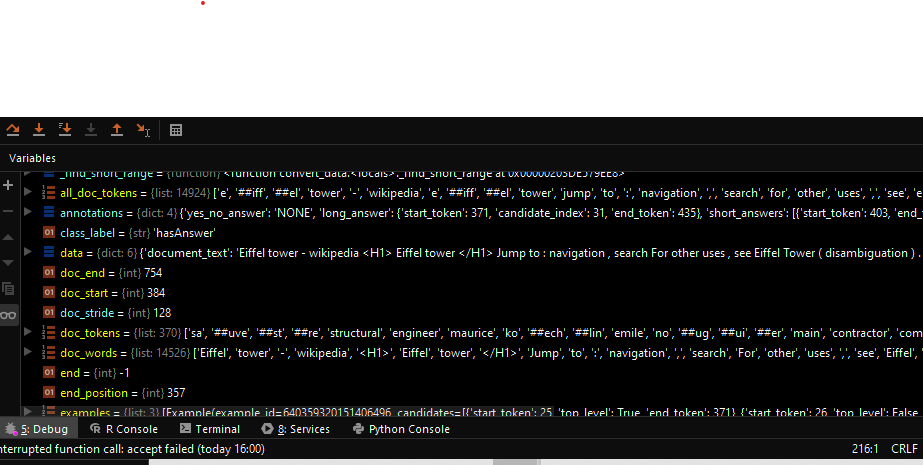 Variables
_find_short_range = {function} <function convert_data.<locals>._find_short_range at 0x00000203DE379EE8>
all_doc_tokens = {list: 14924} ['e', '##iff', '##el', 'tower', '-', 'wikipedia', 'e', '##iff', '##el', 'tower', 'jump', 'to', ':', 'navigation', ',', 'search', 'for', 'other', 'uses', ',', 'see', 'e
annotations = {dict: 4} {'yes_no_answer': 'NONE', 'long_answer': {'start_token': 371, 'candidate_index': 31, 'end_token': 435}, 'short_answers': [{'start_token': 403, 'end_
class_label = {str} 'hasAnswer'
data = {dict: 6} {'document_text': 'Eiffel tower - wikipedia <H1> Eiffel tower </H1> Jump to : navigation , search For other uses , see Eiffel Tower ( disambiguation ) .
doc_end = {int} 754
doc_start = {int} 384
doc_stride = {int} 128
doc_tokens = {list: 370} ['sa', '##uve', '##st', '##re', 'structural', 'engineer', 'maurice', 'ko', '##ech', '##lin', 'emile', 'no', '##ug', '##ui', '##er', 'main', 'contractor', 'com
doc_words = {list: 14526} ['Eiffel', 'tower', '-', 'wikipedia', '<H1>', 'Eiffel', 'tower', '</H1>', 'Jump', 'to', ':', 'navigation', ',', 'search', 'For', 'other', 'uses', ',', 'see', 'Eiffel',
end = {int} -1
end_position = {int} 357
examples = {list: 3} [Example(example_id=640359320151406496, candidates=[{'start_token': 25, 'top_level': True, 'end_token': 371}, {'start_token': 26, 'top_level': False
5: Debug R Console Terminal 8: Services Python Console
nterrupted function call: accept failed (today 16:00) 216:1 CRLF